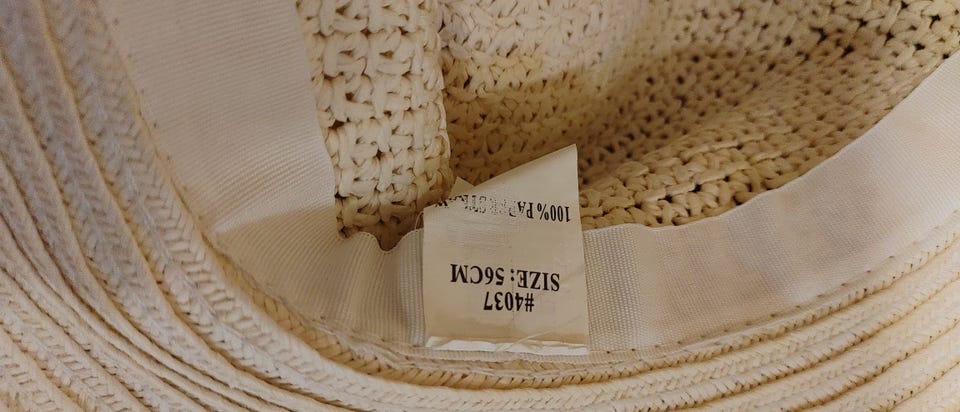 #4037
SIZE: 56CM
100% PAPER STRAW